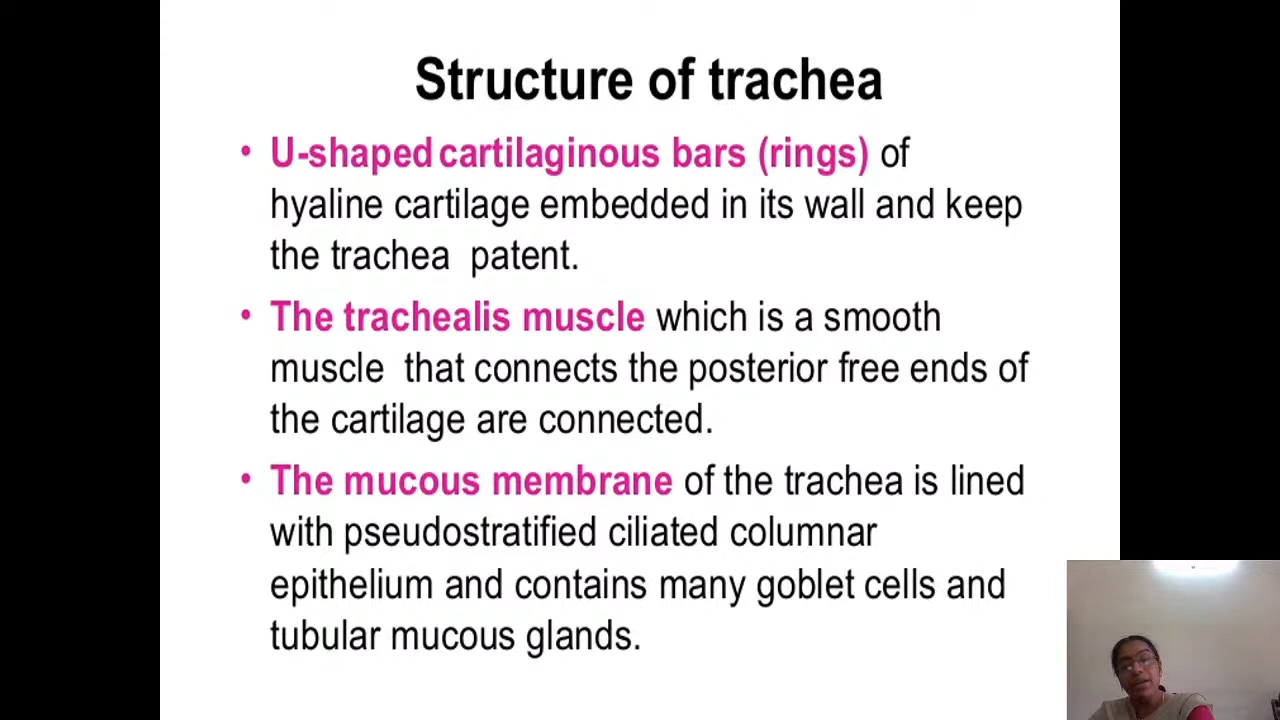 Structure of trachea
• U-shaped cartilaginous bars (rings) of
hyaline cartilage embedded in its wall and keep
the trachea patent.
• The trachealis muscle which is a smooth
muscle that connects the posterior free ends of
the cartilage are connected.
• The mucous membrane of the trachea is lined
with pseudostratified ciliated columnar
epithelium and contains many goblet cells and
tubular mucous glands.